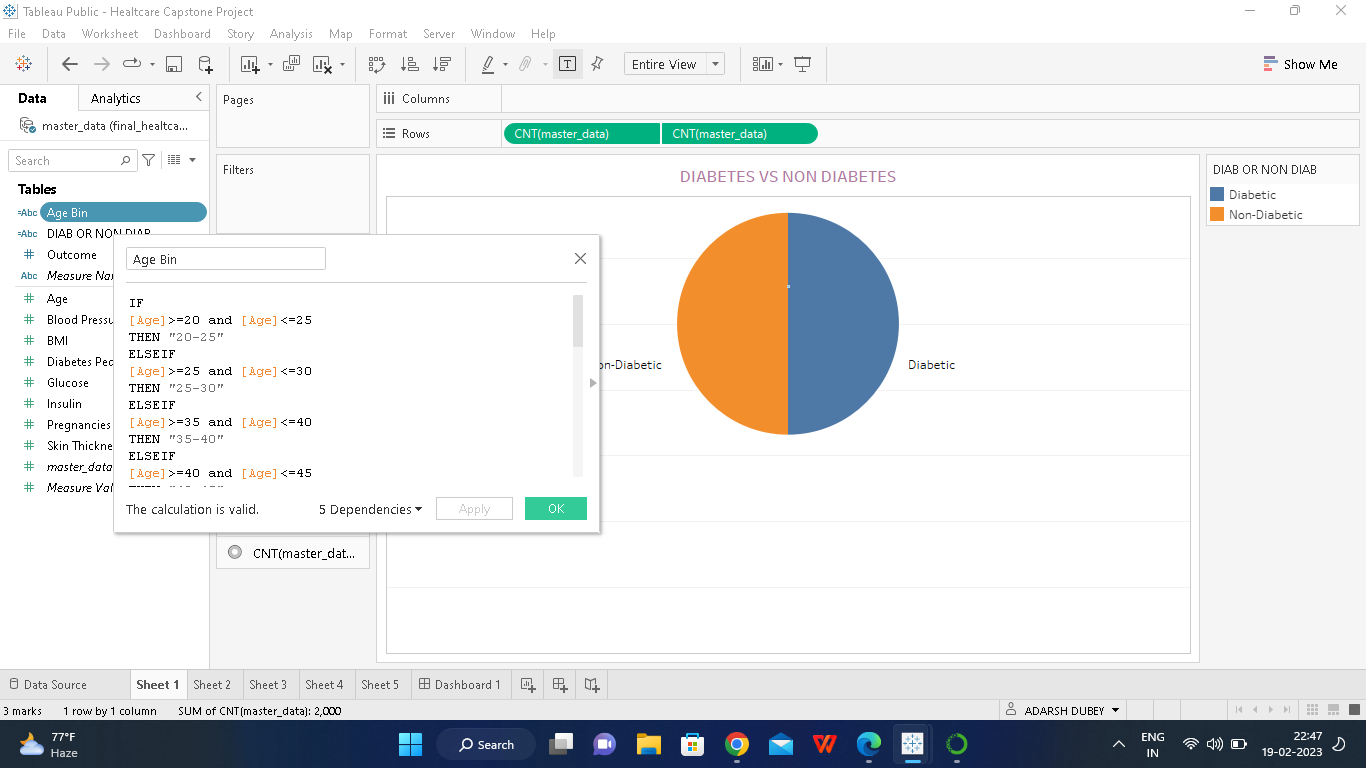 Tableau Public - Healtcare Capstone Project
File Data Worksheet Dashboard Story Analysis Map Format Server Window Help
Entire View
Show Me
Data Analytics
master_data (final_healtca...
Search
Tables
=Abc Age Bin
=Abc DIAB OR NON DIAB
# Outcome
Abc Measure Na
# Age
# Blood Pressu
# BMI
# Diabetes Pec
# Glucose
# Insulin
# Pregnancies
# Skin Thickne
# master_data
# Measure Val
Pages
Filters
CNT(master_dat...
Columns
Rows CNT(master_data) CNT(master_data)
DIABETES VS NON DIABETES
on-Diabetic
Diabetic
DIAB OR NON DIAB
Diabetic
Non-Diabetic
Age Bin
IF
[Age]>=20 and [Age]<=25
THEN "20-25"
ELSEIF
[Age]>=25 and [Age]<=30
THEN "25-30"
ELSEIF
[Age]>=35 and [Age]<=40
THEN "35-40"
ELSEIF
[Age]>=40 and [Age]<=45
The calculation is valid. 5 Dependencies Apply OK
Data Source Sheet 1 Sheet 2 Sheet 3 Sheet 4 Sheet 5 Dashboard 1
3 marks 1 row by 1 column SUM of CNT(master_data): 2,000 ADARSH DUBEY
77°F
Haze
Search
ENG
IN
22:47
19-02-2023